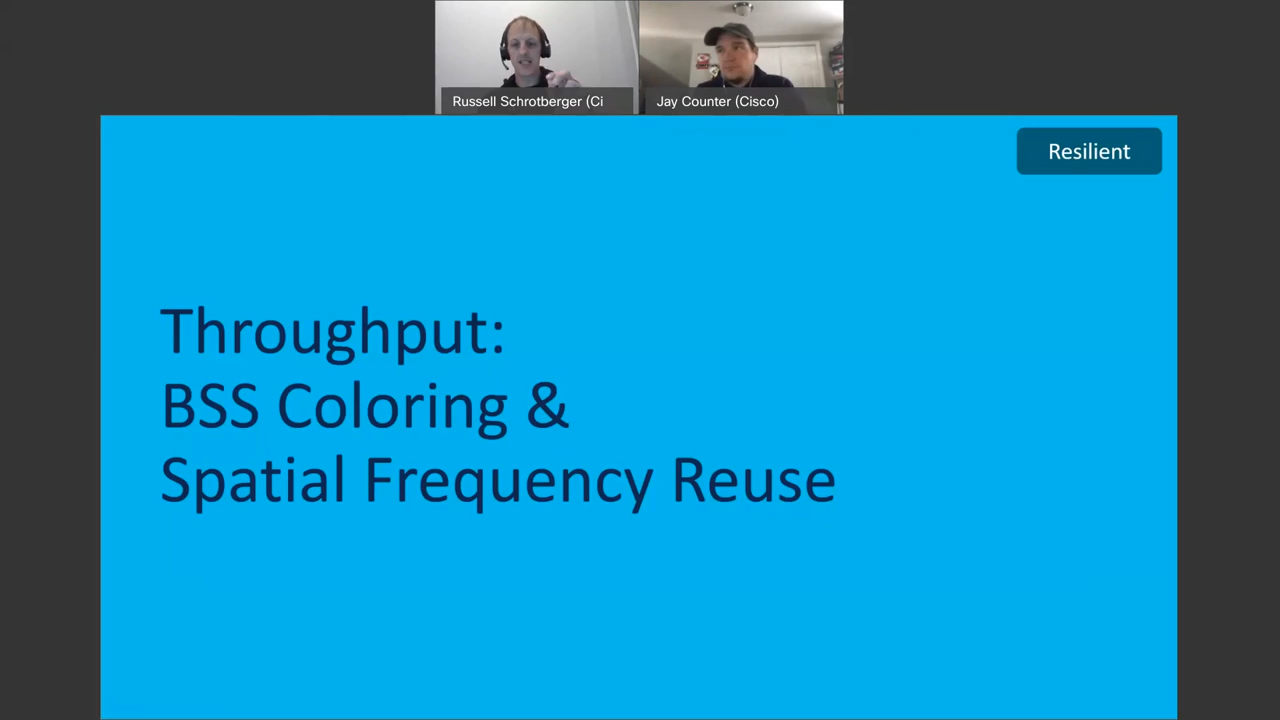 Russell Schrotberger (Ci
Jay Counter (Cisco)
Resilient
Throughput:
BSS Coloring &
Spatial Frequency Reuse